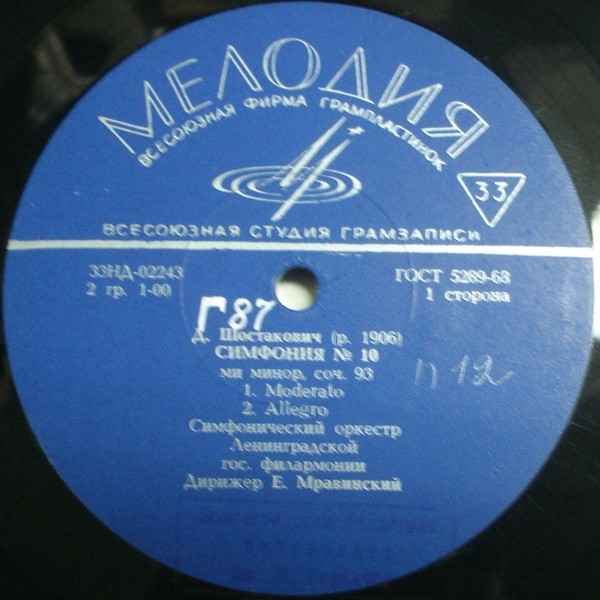 МЕЛОДИЯ
ВСЕСОЮЗНАЯ ФИРМА ГРАМПЛАСТИНОК
33
ВСЕСОЮЗНАЯ СТУДИЯ ГРАМЗАПИСИ
33НД-02243
ГОСТ 5289-68
2 гр. 1-00
1 сторона
Г 87
Д. Шостакович (р. 1906)
СИМФОНИЯ № 10
ми минор, соч. 93
П 12
1. Moderato
2. Allegro
Симфонический оркестр
Ленинградской
гос. филармонии
Дирижер Е. Мравинский